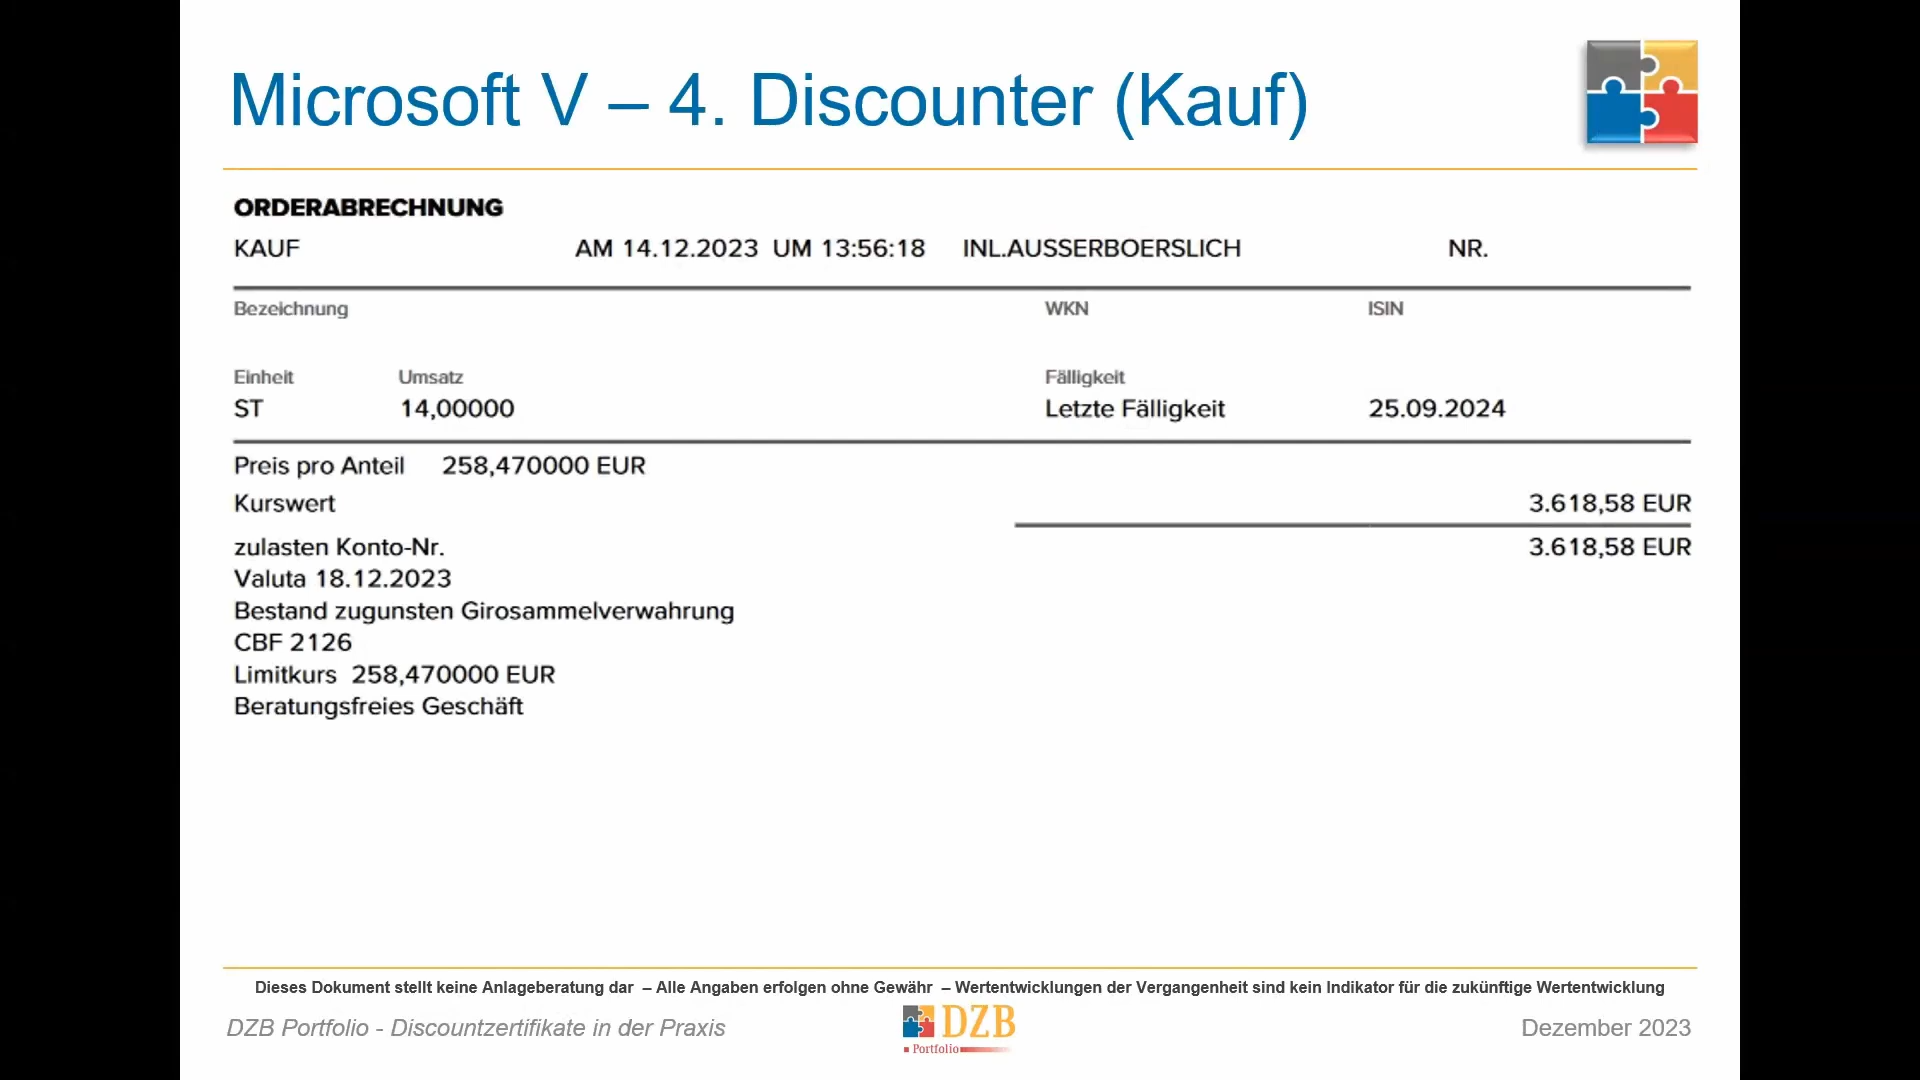 Microsoft V – 4. Discounter (Kauf)
ORDERABRECHNUNG
KAUF AM 14.12.2023 UM 13:56:18 INL.AUSSERBOERSLICH NR.
Bezeichnung WKN ISIN
Einheit Umsatz Fälligkeit
ST 14,00000 Letzte Fälligkeit 25.09.2024
Preis pro Anteil 258,470000 EUR
Kurswert 3.618,58 EUR
zulasten Konto-Nr. 3.618,58 EUR
Valuta 18.12.2023
Bestand zugunsten Girosammelverwahrung
CBF 2126
Limitkurs 258,470000 EUR
Beratungsfreies Geschäft
Dieses Dokument stellt keine Anlageberatung dar – Alle Angaben erfolgen ohne Gewähr – Wertentwicklungen der Vergangenheit sind kein Indikator für die zukünftige Wertentwicklung
DZB Portfolio - Discountzertifikate in der Praxis
DZB
Portfolio
Dezember 2023